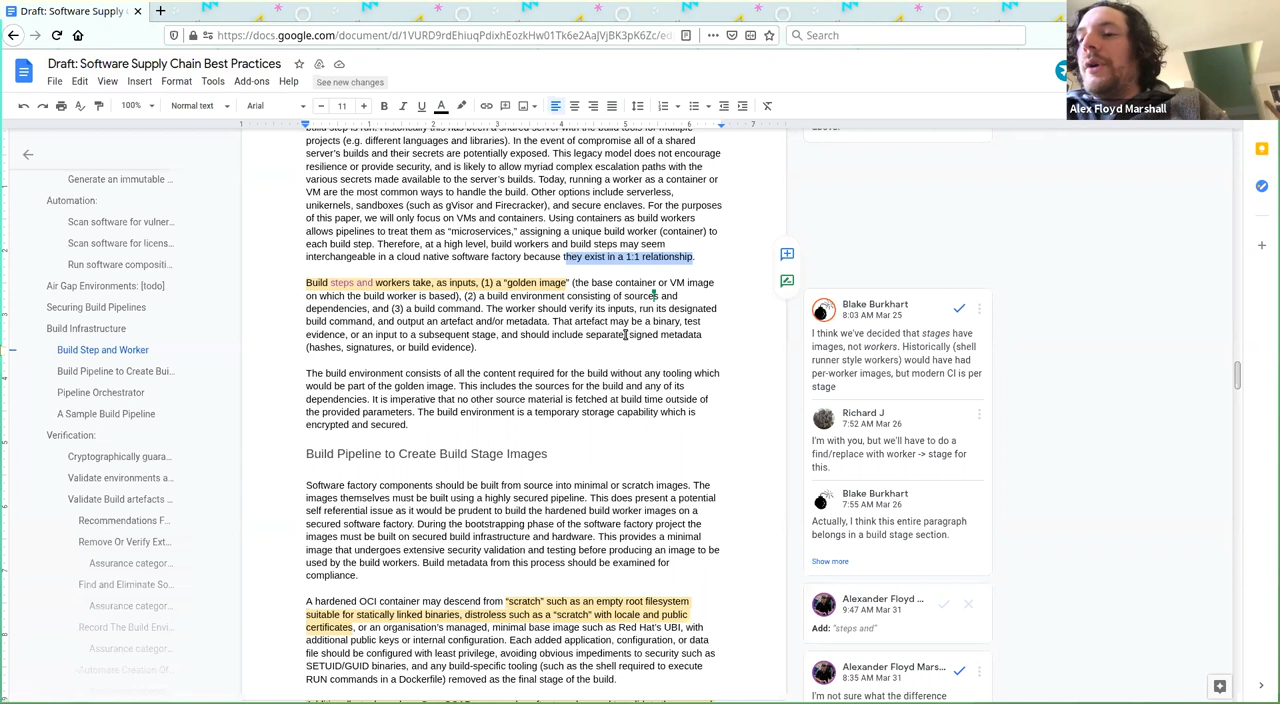 Draft: Software Supply C
https://docs.google.com/document/d/1VURD9rdEhiuqPdixhEozkHw01Tk6e2AaJVjBK3pK6Zc/ed
Search
Draft: Software Supply Chain Best Practices
File Edit View Insert Format Tools Add-ons Help See new changes
100% Normal text Arial 11
Alex Floyd Marshall
1 1 2 3 4 5 6 7
Generate an immutable ...
Automation:
Scan software for vulner...
Scan software for licens...
Run software compositi...
Air Gap Environments: [todo]
Securing Build Pipelines
Build Infrastructure
Build Step and Worker
Build Pipeline to Create Bui...
Pipeline Orchestrator
A Sample Build Pipeline
Verification:
Cryptographically guara...
Validate environments a...
Validate Build artefacts ...
Recommendations F...
Remove Or Verify Ext...
Assurance categor...
Find and Eliminate So...
Assurance categor...
Record The Build Envi...
Assurance categor...
Automate Creation Of...
build step is run. Historically this has been a shared server with the build tools for multiple
projects (e.g. different languages and libraries). In the event of compromise all of a shared
server's builds and their secrets are potentially exposed. This legacy model does not encourage
resilience or provide security, and is likely to allow myriad complex escalation paths with the
various secrets made available to the server's builds. Today, running a worker as a container or
VM are the most common ways to handle the build. Other options include serverless,
unikernels, sandboxes (such as gVisor and Firecracker), and secure enclaves. For the purposes
of this paper, we will only focus on VMs and containers. Using containers as build workers
allows pipelines to treat them as “microservices,” assigning a unique build worker (container) to
each build step. Therefore, at a high level, build workers and build steps may seem
interchangeable in a cloud native software factory because they exist in a 1:1 relationship.
Build steps and workers take, as inputs, (1) a “golden image” (the base container or VM image
on which the build worker is based), (2) a build environment consisting of sources and
dependencies, and (3) a build command. The worker should verify its inputs, run its designated
build command, and output an artefact and/or metadata. That artefact may be a binary, test
evidence, or an input to a subsequent stage, and should include separate signed metadata
(hashes, signatures, or build evidence).
The build environment consists of all the content required for the build without any tooling which
would be part of the golden image. This includes the sources for the build and any of its
dependencies. It is imperative that no other source material is fetched at build time outside of
the provided parameters. The build environment is a temporary storage capability which is
encrypted and secured.
Build Pipeline to Create Build Stage Images
Software factory components should be built from source into minimal or scratch images. The
images themselves must be built using a highly secured pipeline. This does present a potential
self referential issue as it would be prudent to build the hardened build worker images on a
secured software factory. During the bootstrapping phase of the software factory project the
images must be built on secured build infrastructure and hardware. This provides a minimal
image that undergoes extensive security validation and testing before producing an image to be
used by the build workers. Build metadata from this process should be examined for
compliance.
A hardened OCI container may descend from “scratch” such as an empty root filesystem
suitable for statically linked binaries, distroless such as a “scratch” with locale and public
certificates, or an organisation's managed, minimal base image such as Red Hat's UBI, with
additional public keys or internal configuration. Each added application, configuration, or data
file should be configured with least privilege, avoiding obvious impediments to security such as
SETUID/GUID binaries, and any build-specific tooling (such as the shell required to execute
RUN commands in a Dockerfile) removed as the final stage of the build.
Blake Burkhart
8:03 AM Mar 25
I think we've decided that stages have
images, not workers. Historically (shell
runner style workers) would have had
per-worker images, but modern CI is per
stage
Richard J
7:52 AM Mar 26
I'm with you, but we'll have to do a
find/replace with worker -> stage for
this.
Blake Burkhart
7:55 AM Mar 26
Actually, I think this entire paragraph
belongs in a build stage section.
Show more
Alexander Floyd ...
9:47 AM Mar 31
Add: "steps and"
Alexander Floyd Mars...
8:35 AM Mar 31
I'm not sure what the difference